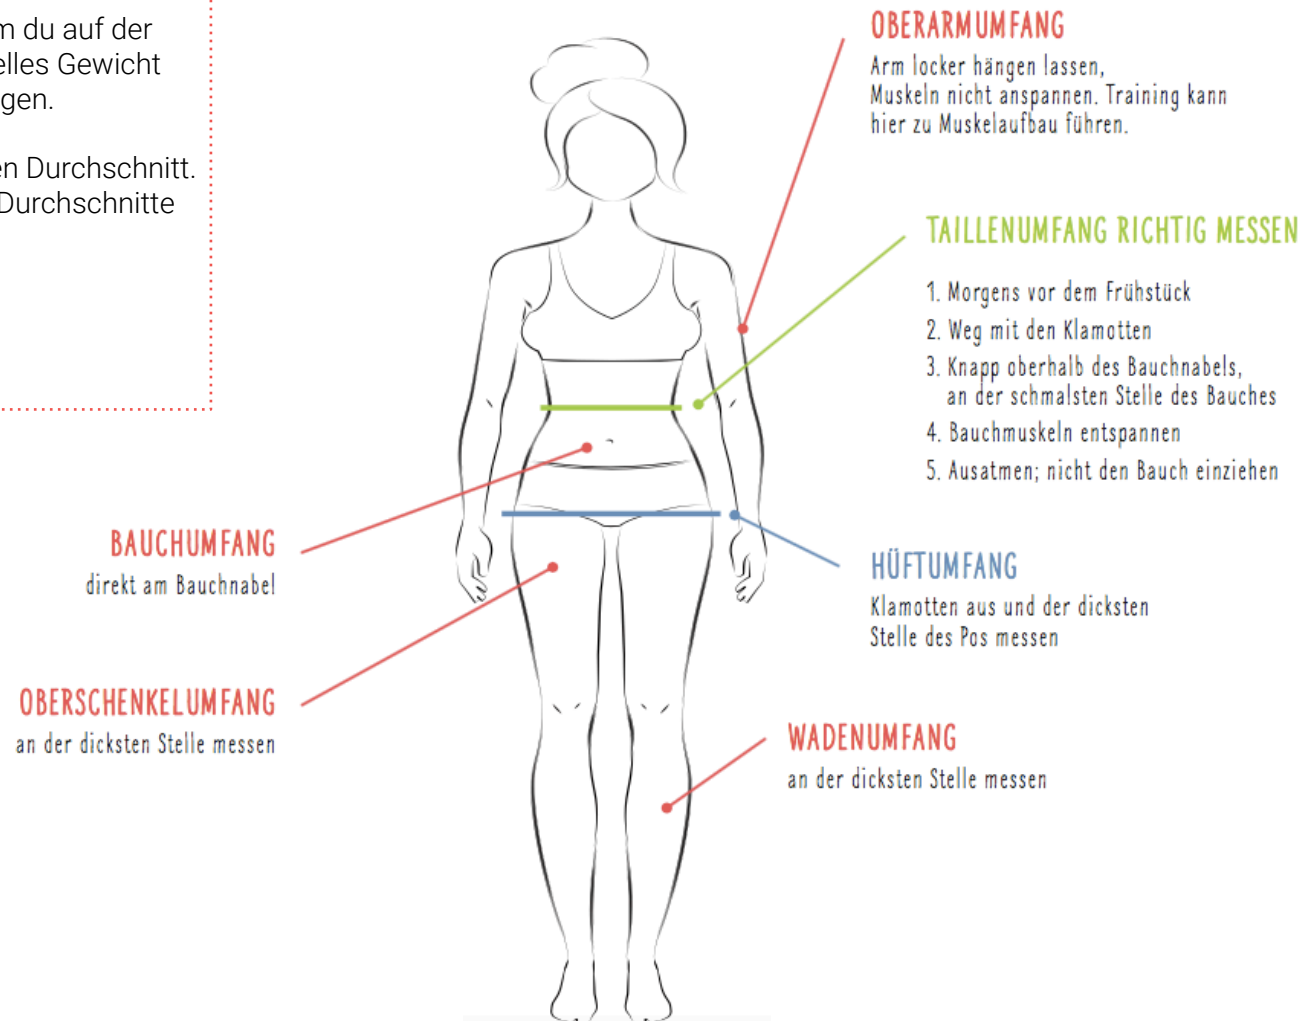 m du auf der
elles Gewicht
gen.
en Durchschnitt.
Durchschnitte
OBERARMUMFANG
Arm locker hängen lassen,
Muskeln nicht anspannen. Training kann
hier zu Muskelaufbau führen.
TAILLENUMFANG RICHTIG MESSEN
1. Morgens vor dem Frühstück
2. Weg mit den Klamotten
3. Knapp oberhalb des Bauchnabels,
an der schmalsten Stelle des Bauches
4. Bauchmuskeln entspannen
5. Ausatmen; nicht den Bauch einziehen
BAUCHUMFANG
direkt am Bauchnabel
HÜFTUMFANG
Klamotten aus und der dicksten
Stelle des Pos messen
OBERSCHENKELUMFANG
an der dicksten Stelle messen
WADENUMFANG
an der dicksten Stelle messen